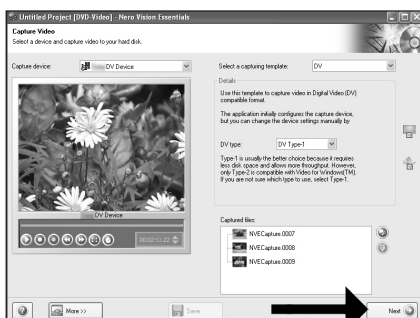 Untitled Project [DVD-Video] - Nero Vision Essentials
Capture Video
Select a device and capture video to your hard disk.
Capture device:
DV Device
Select a capturing template:
DV
Details
Use this template to capture video in Digital Video (DV)
compatible format.
The application initially configures the capture device,
but you can change the device settings manually by
DV type:
DV Type-1
Type-1 is usually the better choice because it requires
less disk space and allows more throughput. However,
only Type-2 is compatible with Video for Windows(TM).
If you are not sure which type to use, select Type-1.
DV Device
00:02:53.22
Captured files:
NVECapture.0007
NVECapture.0008
NVECapture.0009
More >>
Save
Next